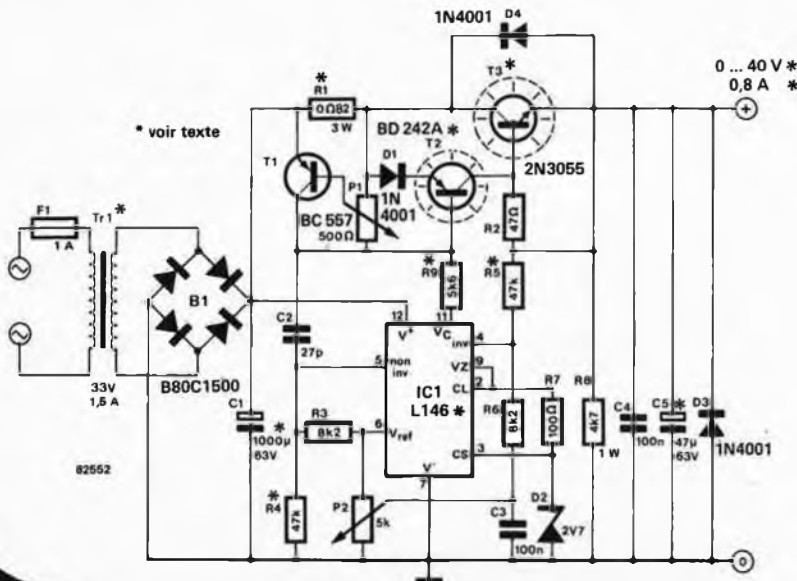 1N4001 D4
0 ... 40 V *
0,8 A *
T3 *
*
R1
0Ω82
3 W
* voir texte
BD 242A *
T2
2N3055
T1
D1
1N
4001
P1
BC 557
500Ω
47Ω
R2
F1
1 A
Tr 1 *
*
R9
5k6
*
R5
47k
B1
12
V+
11
VC
inv
4
C2
27p
5
non
inv
VZ
9
CL
2
R7
100Ω
R8
33V
1,5 A
B80C1500
IC1
L146 *
R6
8k2
C1
*
1000µ
63V
R3
8k2
6
Vref
CS
3
4k7
1 W
C4
100n
C5
*
47µ
63V
D3
1N4001
82552
V-
7
*
R4
47k
P2
5k
C3
100n
D2
2V7
+
0